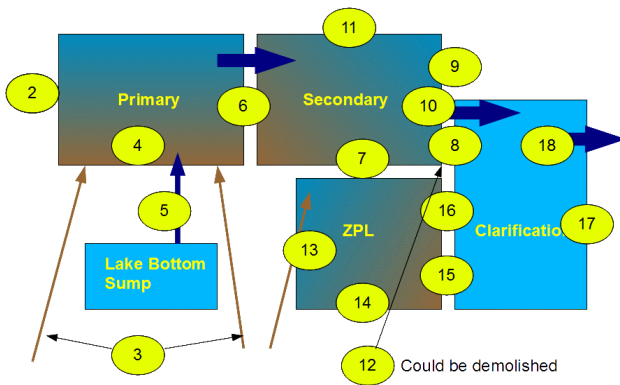 11
2
9
Primary
6
Secondary
10
4
7
8
18
5
13
ZPL
16
Clarification
17
Lake Bottom
Sump
15
14
3
12
Could be demolished